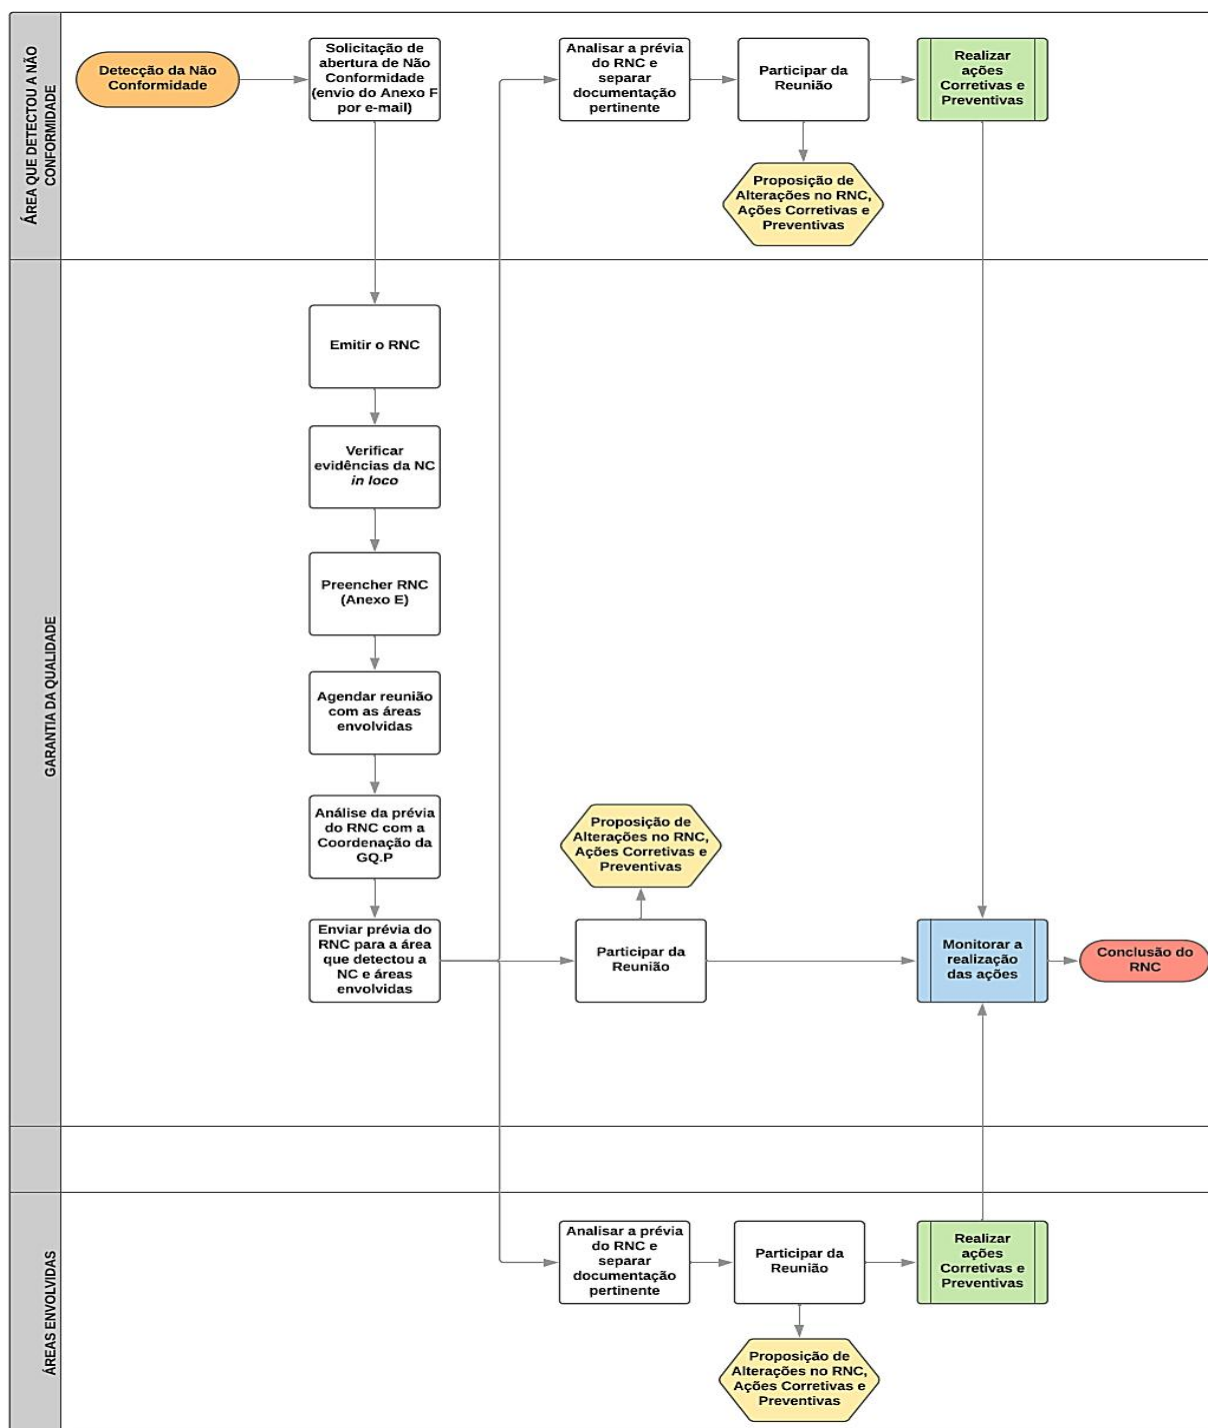 ÁREA QUE DETECTOU A NÃO
CONFORMIDADE
Detecção da Não
Conformidade
Solicitação de
abertura de Não
Conformidade
(envio do Anexo F
por e-mail)
Analisar a prévia
do RNC e
separar
documentação
pertinente
Participar da
Reunião
Realizar
ações
Corretivas e
Preventivas
Proposição de
Alterações no RNC,
Ações Corretivas e
Preventivas
GARANTIA DA QUALIDADE
Emitir o RNC
Verificar
evidências da NC
in loco
Preencher RNC
(Anexo E)
Agendar reunião
com as áreas
envolvidas
Análise da prévia
do RNC com a
Coordenação da
GQ.P
Enviar prévia do
RNC para a área
que detectou a
NC e áreas
envolvidas
Proposição de
Alterações no RNC,
Ações Corretivas e
Preventivas
Participar da
Reunião
Monitorar a
realização
das ações
Conclusão do
RNC
ÁREAS ENVOLVIDAS
Analisar a prévia
do RNC e
separar
documentação
pertinente
Participar da
Reunião
Realizar
ações
Corretivas e
Preventivas
Proposição de
Alterações no RNC,
Ações Corretivas e
Preventivas